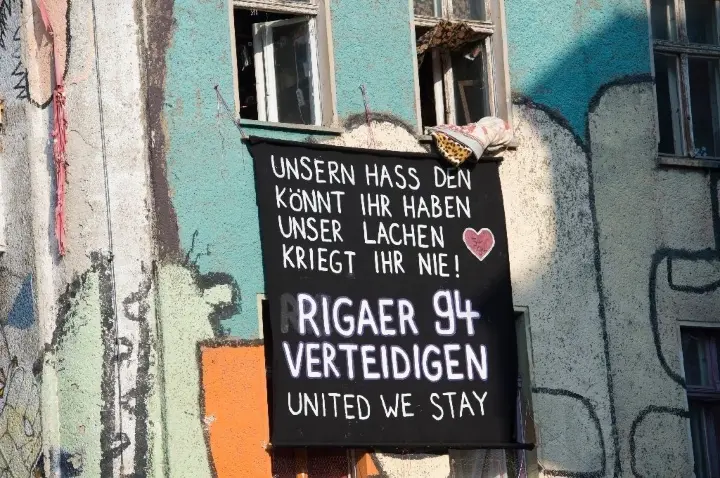 UNSERN HASS DEN
KÖNNT IHR HABEN
UNSER LACHEN
KRIEGT IHR NIE!
RIGAER 94
VERTEIDIGEN
UNITED WE STAY